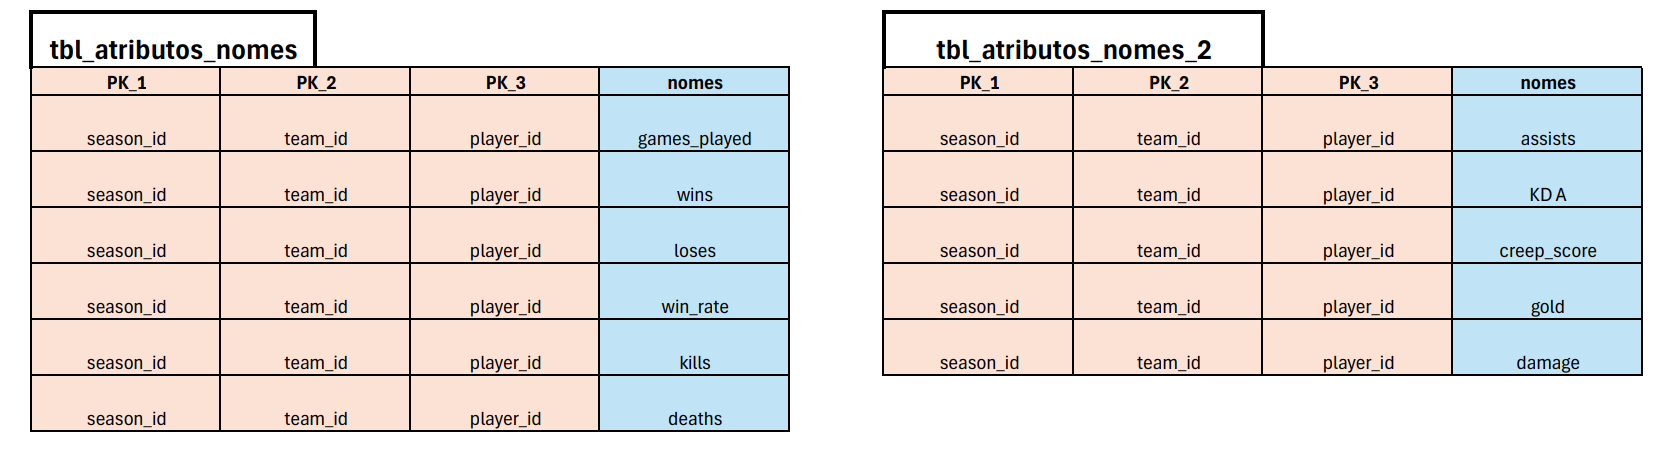 tbl_atributos_nomes
PK_1 PK_2 PK_3 nomes
season_id team_id player_id games_played
season_id team_id player_id wins
season_id team_id player_id loses
season_id team_id player_id win_rate
season_id team_id player_id kills
season_id team_id player_id deaths
tbl_atributos_nomes_2
PK_1 PK_2 PK_3 nomes
season_id team_id player_id assists
season_id team_id player_id KDA
season_id team_id player_id creep_score
season_id team_id player_id gold
season_id team_id player_id damage